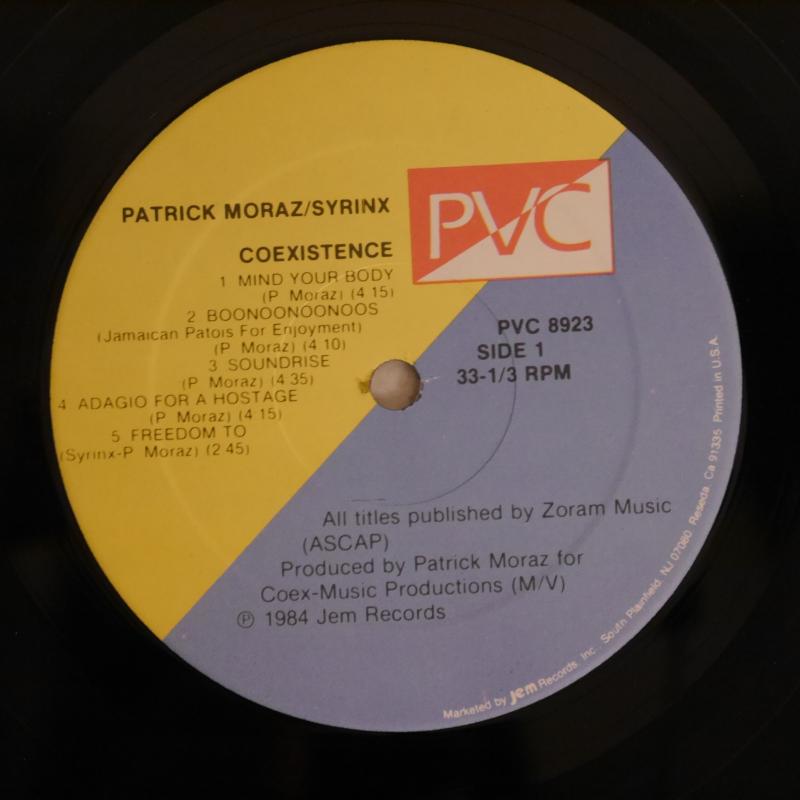 PATRICK MORAZ/SYRINX
COEXISTENCE
1 MIND YOUR BODY
(P Moraz) (4 15)
2 BOONOONOONOOS
(Jamaican Patois For Enjoyment)
(P Moraz) (4 10)
3 SOUNDRISE
(P Moraz) (4 35)
4 ADAGIO FOR A HOSTAGE
(P Moraz) (4 15)
5 FREEDOM TO
(Syrinx-P Moraz) (2 45)
PVC
PVC 8923
SIDE 1
33-1/3 RPM
All titles published by Zoram Music
(ASCAP)
Produced by Patrick Moraz for
Coex-Music Productions (M/V)
℗ 1984 Jem Records
Marketed by jem Records Inc., South Plainfield, NJ 07080 Reseda, Ca 91335 Printed in U.S.A.